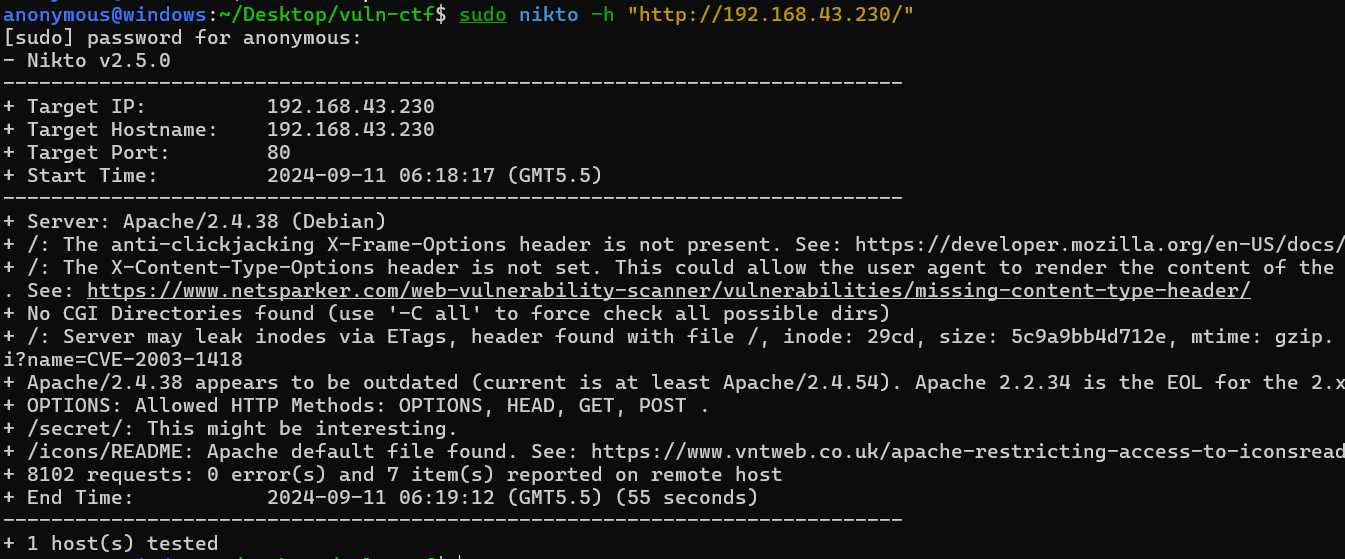 anonymous@windows:~/Desktop/vuln-ctf$ sudo nikto -h "http://192.168.43.230/"
[sudo] password for anonymous:
- Nikto v2.5.0
---------------------------------------------------------------------------
+ Target IP:          192.168.43.230
+ Target Hostname:    192.168.43.230
+ Target Port:        80
+ Start Time:         2024-09-11 06:18:17 (GMT5.5)
---------------------------------------------------------------------------
+ Server: Apache/2.4.38 (Debian)
+ /: The anti-clickjacking X-Frame-Options header is not present. See: https://developer.mozilla.org/en-US/docs/
+ /: The X-Content-Type-Options header is not set. This could allow the user agent to render the content of the
. See: https://www.netsparker.com/web-vulnerability-scanner/vulnerabilities/missing-content-type-header/
+ No CGI Directories found (use '-C all' to force check all possible dirs)
+ /: Server may leak inodes via ETags, header found with file /, inode: 29cd, size: 5c9a9bb4d712e, mtime: gzip.
i?name=CVE-2003-1418
+ Apache/2.4.38 appears to be outdated (current is at least Apache/2.4.54). Apache 2.2.34 is the EOL for the 2.x
+ OPTIONS: Allowed HTTP Methods: OPTIONS, HEAD, GET, POST .
+ /secret/: This might be interesting.
+ /icons/README: Apache default file found. See: https://www.vntweb.co.uk/apache-restricting-access-to-iconsread
+ 8102 requests: 0 error(s) and 7 item(s) reported on remote host
+ End Time:           2024-09-11 06:19:12 (GMT5.5) (55 seconds)
---------------------------------------------------------------------------
+ 1 host(s) tested